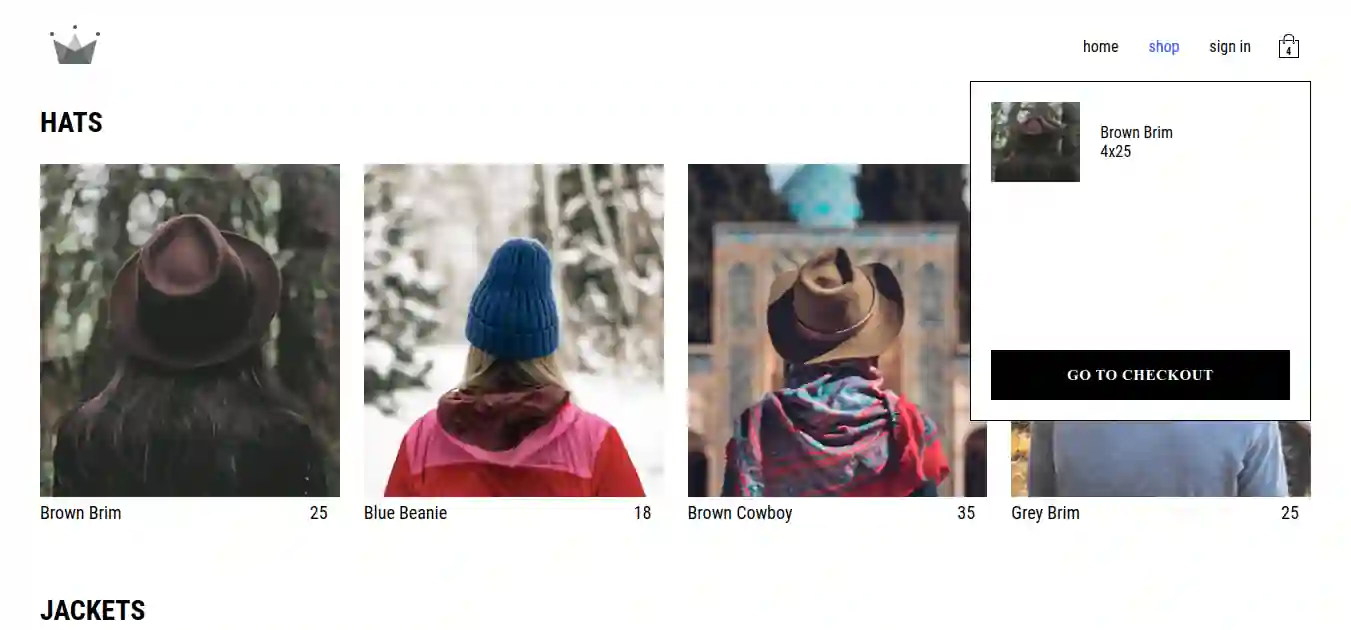 home
shop
sign in
4
HATS
Brown Brim
4x25
GO TO CHECKOUT
Brown Brim 25
Blue Beanie 18
Brown Cowboy 35
Grey Brim 25
JACKETS